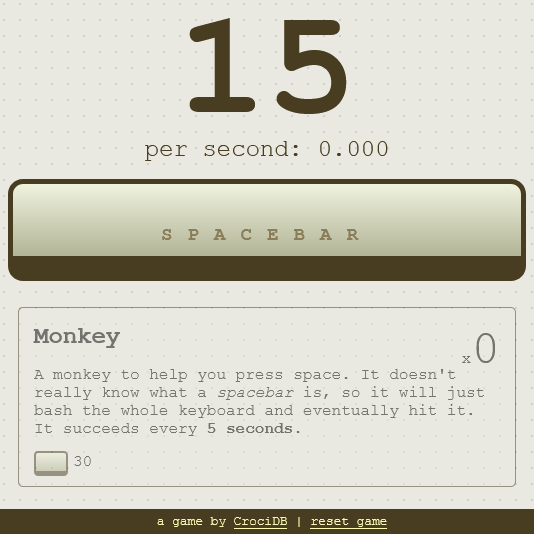 15
per second: 0.000
SPACEBAR
Monkey
x0
A monkey to help you press space. It doesn't
really know what a spacebar is, so it will just
bash the whole keyboard and eventually hit it.
It succeeds every 5 seconds.
30
a game by CrociDB | reset game